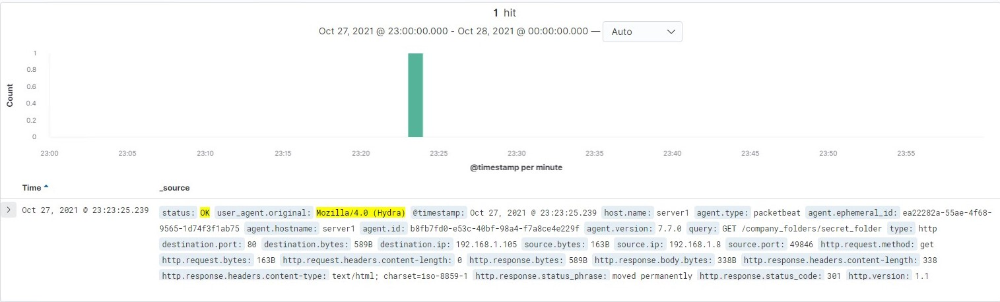 1 hit
Oct 27, 2021 @ 23:00:00.000 - Oct 28, 2021 @ 00:00:00.000 — Auto
Count
1
0.8
0.6
0.4
0.2
0
23:00 23:05 23:10 23:15 23:20 23:25 23:30 23:35 23:40 23:45 23:50 23:55
@timestamp per minute
Time _source
Oct 27, 2021 @ 23:23:25.239 status: OK user_agent.original: Mozilla/4.0 (Hydra) @timestamp: Oct 27, 2021 @ 23:23:25.239 host.name: server1 agent.type: packetbeat agent.ephemeral_id: ea22282a-55ae-4f68-
9565-1d74f3f1ab75 agent.hostname: server1 agent.id: b8fb7fd0-e53c-40bf-98a4-f7a8ce4e229f agent.version: 7.7.0 query: GET /company_folders/secret_folder type: http
destination.port: 80 destination.bytes: 589B destination.ip: 192.168.1.105 source.bytes: 163B source.ip: 192.168.1.8 source.port: 49846 http.request.method: get
http.request.bytes: 163B http.request.headers.content-length: 0 http.response.bytes: 589B http.response.body.bytes: 338B http.response.headers.content-length: 338
http.response.headers.content-type: text/html; charset=iso-8859-1 http.response.status_phrase: moved permanently http.response.status_code: 301 http.version: 1.1